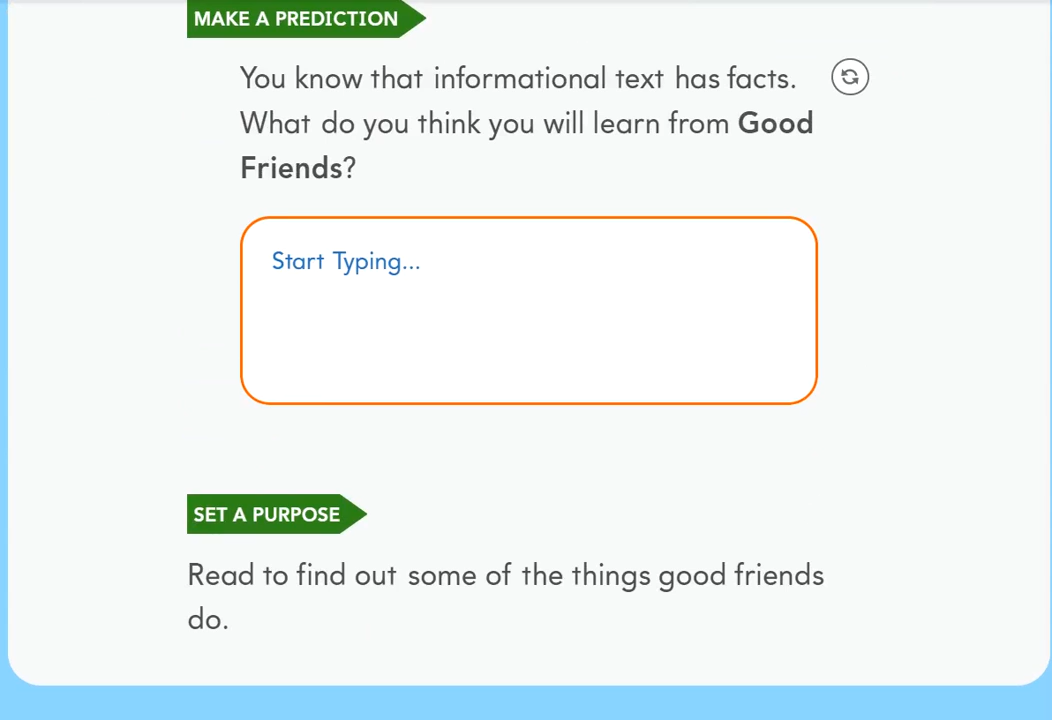 MAKE A PREDICTION
You know that informational text has facts.
What do you think you will learn from Good
Friends?
Start Typing...
SET A PURPOSE
Read to find out some of the things good friends
do.